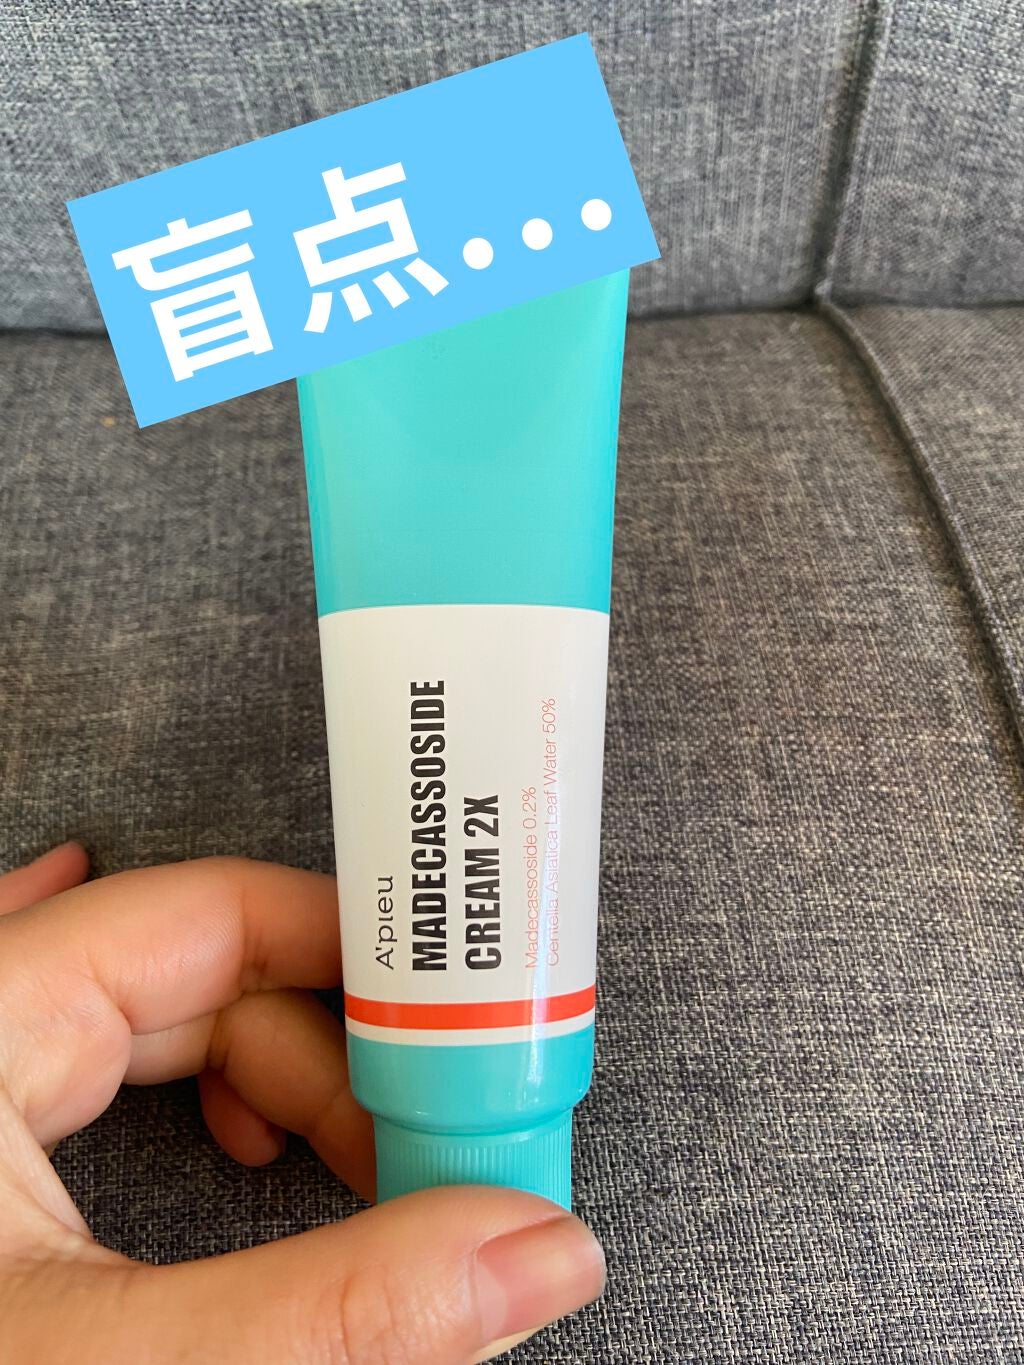 盲点...
A'PIEU
MADECASSOSIDE
CREAM 2X
Madecassoside 0.2%
Centella Asiatica Leaf Water 50%